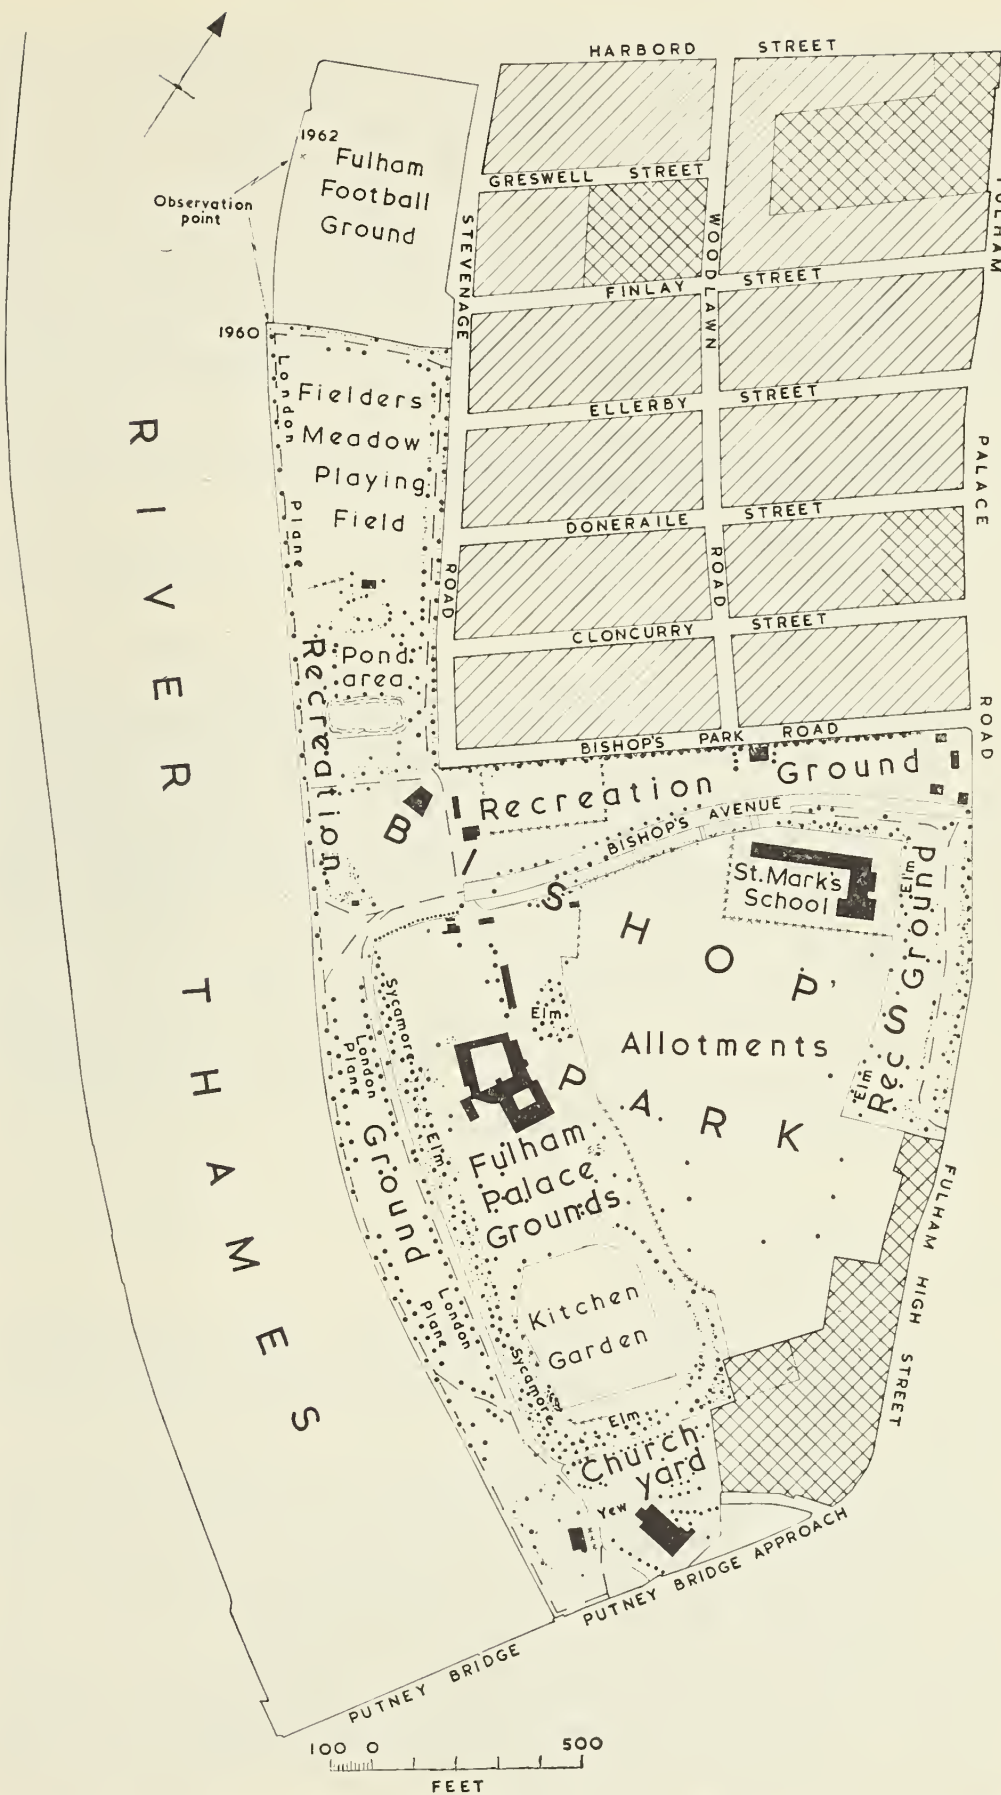 HARBORD STREET
1962
Fulham
Football
Ground
Observation
point
GRESWELL STREET
STEVENAGE
ROAD
WOODLAWN
ROAD
FULHAM
PALACE
ROAD
FINLAY STREET
1960
London
Plane
Fielders
Meadow
Playing
Field
ELLERBY STREET
DONERAILE STREET
CLONCURRY STREET
RIVER THAMES
Pond
area
Recreation
Ground
BISHOP'S PARK ROAD
Recreation Ground
BISHOP'S AVENUE
St. Mark's
School
Elm
Rec Ground
Elm
BISHOP'S
PARK
Allotments
Sycamore
London
Plane
Elm
Elm
Fulham
Palace
Grounds
Kitchen
Garden
London
Plane
Sycamore
Elm
Church
yard
Yew
FULHAM HIGH STREET
PUTNEY BRIDGE APPROACH
PUTNEY BRIDGE
100 0 500
FEET